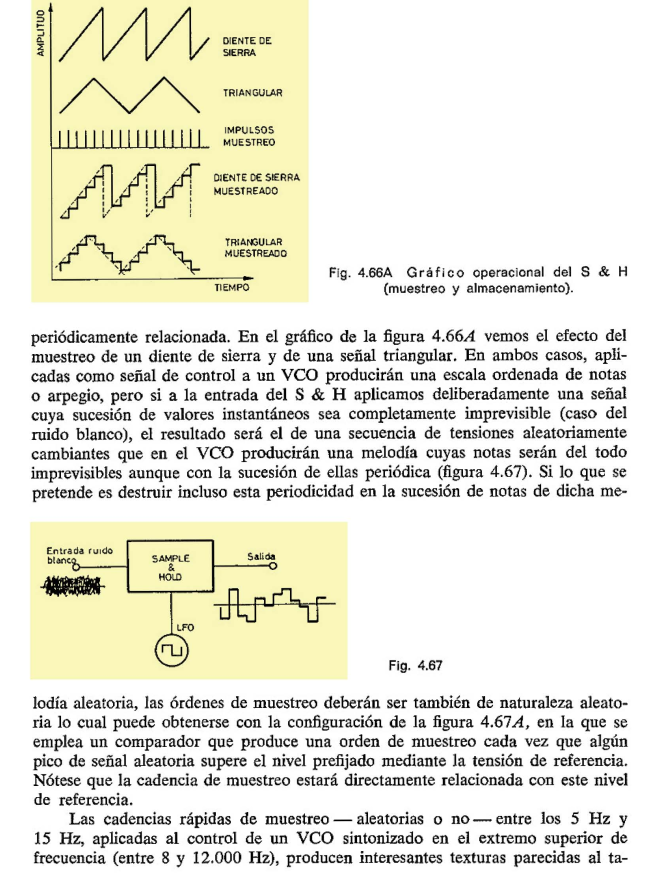 AMPLITUD
DIENTE DE
SIERRA
TRIANGULAR
IMPULSOS
MUESTREO
DIENTE DE SIERRA
MUESTREADO
TRIANGULAR
MUESTREADO
TIEMPO
Fig. 4.66A Gráfico operacional del S & H
(muestreo y almacenamiento).
periódicamente relacionada. En el gráfico de la figura 4.66A vemos el efecto del
muestreo de un diente de sierra y de una señal triangular. En ambos casos, apli-
cadas como señal de control a un VCO producirán una escala ordenada de notas
o arpegio, pero si a la entrada del S & H aplicamos deliberadamente una señal
cuya sucesión de valores instantáneos sea completamente imprevisible (caso del
ruido blanco), el resultado será el de una secuencia de tensiones aleatoriamente
cambiantes que en el VCO producirán una melodía cuyas notas serán del todo
imprevisibles aunque con la sucesión de ellas periódica (figura 4.67). Si lo que se
pretende es destruir incluso esta periodicidad en la sucesión de notas de dicha me-
Entrada ruido
blanco
SAMPLE
&
HOLD
Salida
LFO
Fig. 4.67
lodía aleatoria, las órdenes de muestreo deberán ser también de naturaleza aleato-
ria lo cual puede obtenerse con la configuración de la figura 4.67A, en la que se
emplea un comparador que produce una orden de muestreo cada vez que algún
pico de señal aleatoria supere el nivel prefijado mediante la tensión de referencia.
Nótese que la cadencia de muestreo estará directamente relacionada con este nivel
de referencia.
Las cadencias rápidas de muestreo — aleatorias o no — entre los 5 Hz y
15 Hz, aplicadas al control de un VCO sintonizado en el extremo superior de
frecuencia (entre 8 y 12.000 Hz), producen interesantes texturas parecidas al ta-